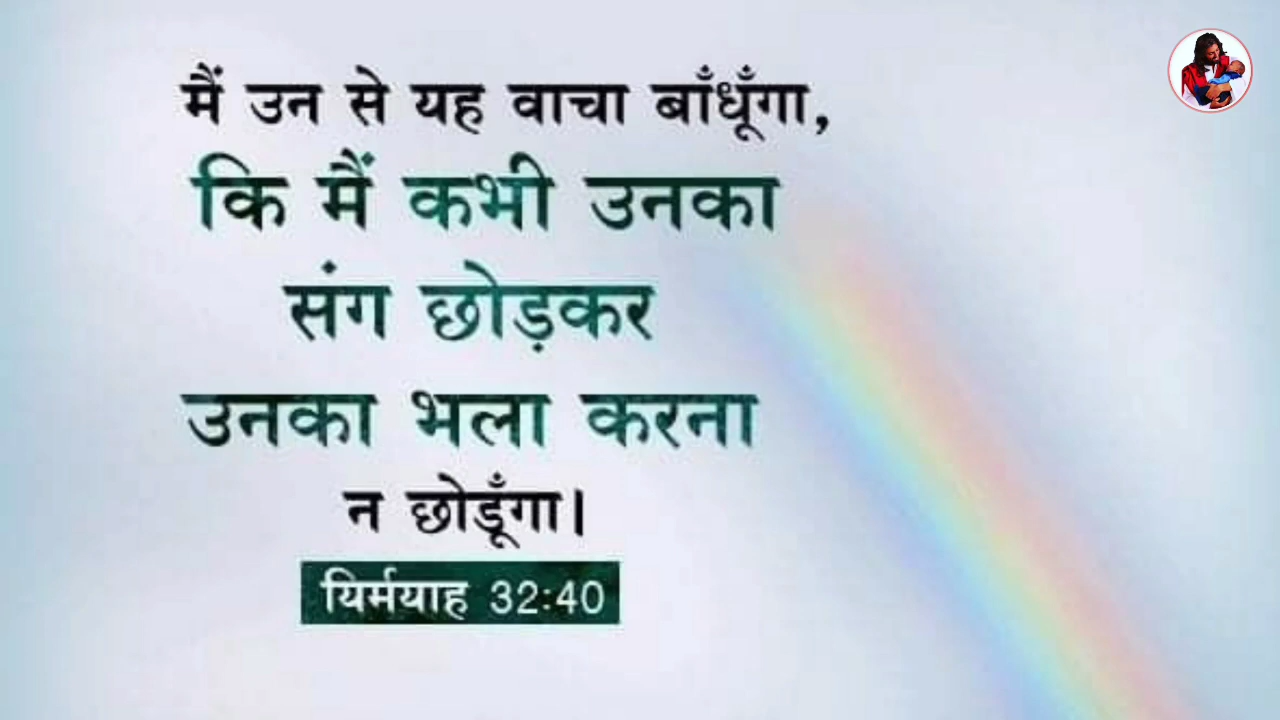 मैं उन से यह वाचा बाँधूँगा,
कि मैं कभी उनका
संग छोड़कर
उनका भला करना
न छोडूँगा।
यिर्मयाह 32:40